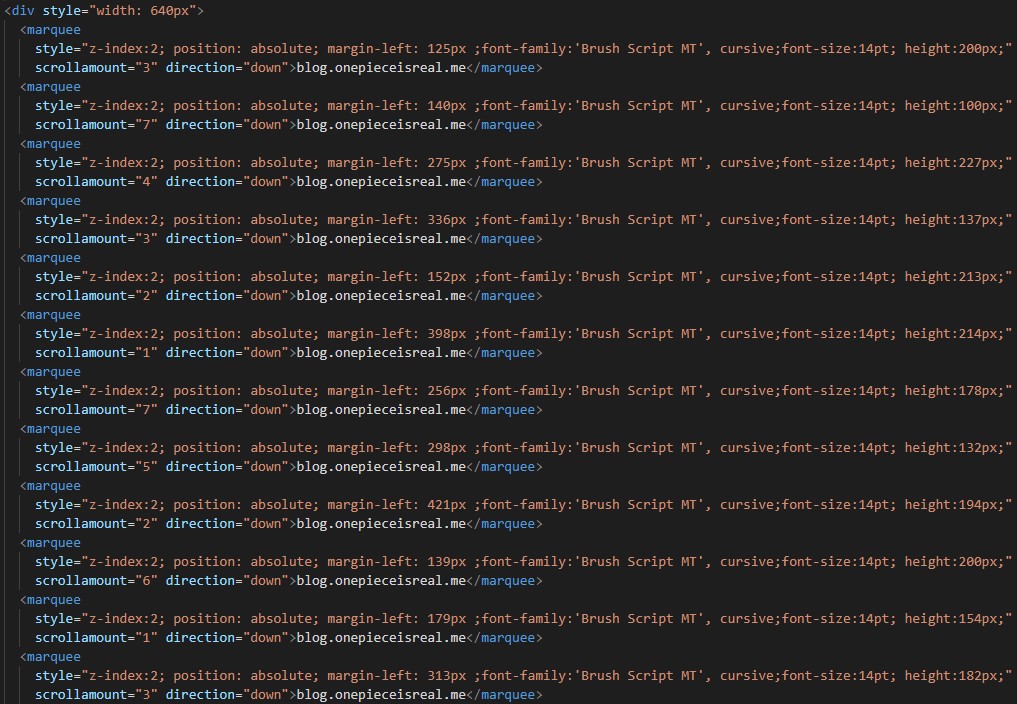 <div style="width: 640px">
<marquee
style="z-index:2; position: absolute; margin-left: 125px ;font-family:'Brush Script MT', cursive;font-size:14pt; height:200px;"
scrollamount="3" direction="down">blog.onepieceisreal.me</marquee>
<marquee
style="z-index:2; position: absolute; margin-left: 140px ;font-family:'Brush Script MT', cursive;font-size:14pt; height:100px;"
scrollamount="7" direction="down">blog.onepieceisreal.me</marquee>
<marquee
style="z-index:2; position: absolute; margin-left: 275px ;font-family:'Brush Script MT', cursive;font-size:14pt; height:227px;"
scrollamount="4" direction="down">blog.onepieceisreal.me</marquee>
<marquee
style="z-index:2; position: absolute; margin-left: 336px ;font-family:'Brush Script MT', cursive;font-size:14pt; height:137px;"
scrollamount="3" direction="down">blog.onepieceisreal.me</marquee>
<marquee
style="z-index:2; position: absolute; margin-left: 152px ;font-family:'Brush Script MT', cursive;font-size:14pt; height:213px;"
scrollamount="2" direction="down">blog.onepieceisreal.me</marquee>
<marquee
style="z-index:2; position: absolute; margin-left: 398px ;font-family:'Brush Script MT', cursive;font-size:14pt; height:214px;"
scrollamount="1" direction="down">blog.onepieceisreal.me</marquee>
<marquee
style="z-index:2; position: absolute; margin-left: 256px ;font-family:'Brush Script MT', cursive;font-size:14pt; height:178px;"
scrollamount="7" direction="down">blog.onepieceisreal.me</marquee>
<marquee
style="z-index:2; position: absolute; margin-left: 298px ;font-family:'Brush Script MT', cursive;font-size:14pt; height:132px;"
scrollamount="5" direction="down">blog.onepieceisreal.me</marquee>
<marquee
style="z-index:2; position: absolute; margin-left: 421px ;font-family:'Brush Script MT', cursive;font-size:14pt; height:194px;"
scrollamount="2" direction="down">blog.onepieceisreal.me</marquee>
<marquee
style="z-index:2; position: absolute; margin-left: 139px ;font-family:'Brush Script MT', cursive;font-size:14pt; height:200px;"
scrollamount="6" direction="down">blog.onepieceisreal.me</marquee>
<marquee
style="z-index:2; position: absolute; margin-left: 179px ;font-family:'Brush Script MT', cursive;font-size:14pt; height:154px;"
scrollamount="1" direction="down">blog.onepieceisreal.me</marquee>
<marquee
style="z-index:2; position: absolute; margin-left: 313px ;font-family:'Brush Script MT', cursive;font-size:14pt; height:182px;"
scrollamount="3" direction="down">blog.onepieceisreal.me</marquee>